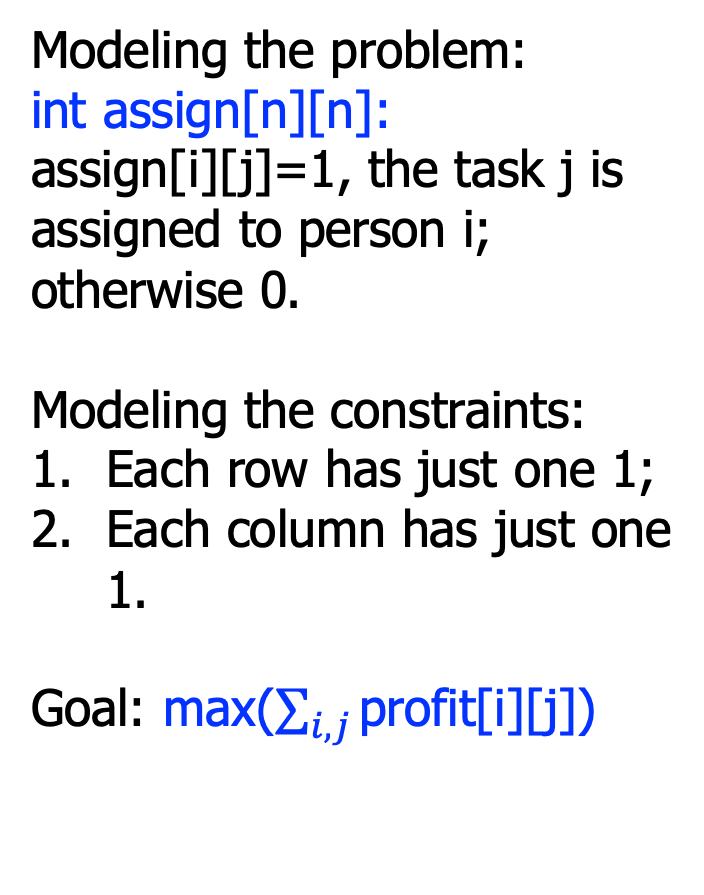 Modeling the problem:
int assign[n][n]:
assign[i][j]=1, the task j is
assigned to person i;
otherwise 0.
Modeling the constraints:
1. Each row has just one 1;
2. Each column has just one
1.
Goal: max(∑i,j profit[i][j])